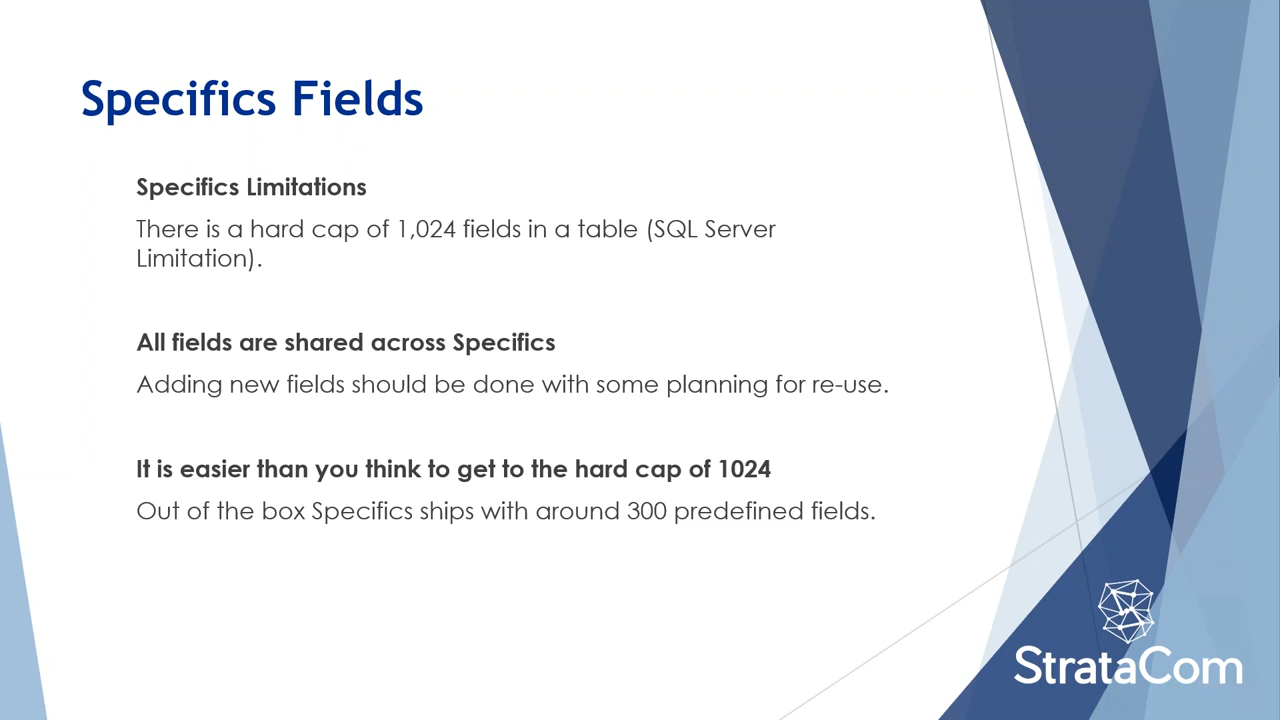 Specifics Fields
Specifics Limitations
There is a hard cap of 1,024 fields in a table (SQL Server
Limitation).
All fields are shared across Specifics
Adding new fields should be done with some planning for re-use.
It is easier than you think to get to the hard cap of 1024
Out of the box Specifics ships with around 300 predefined fields.
StrataCom